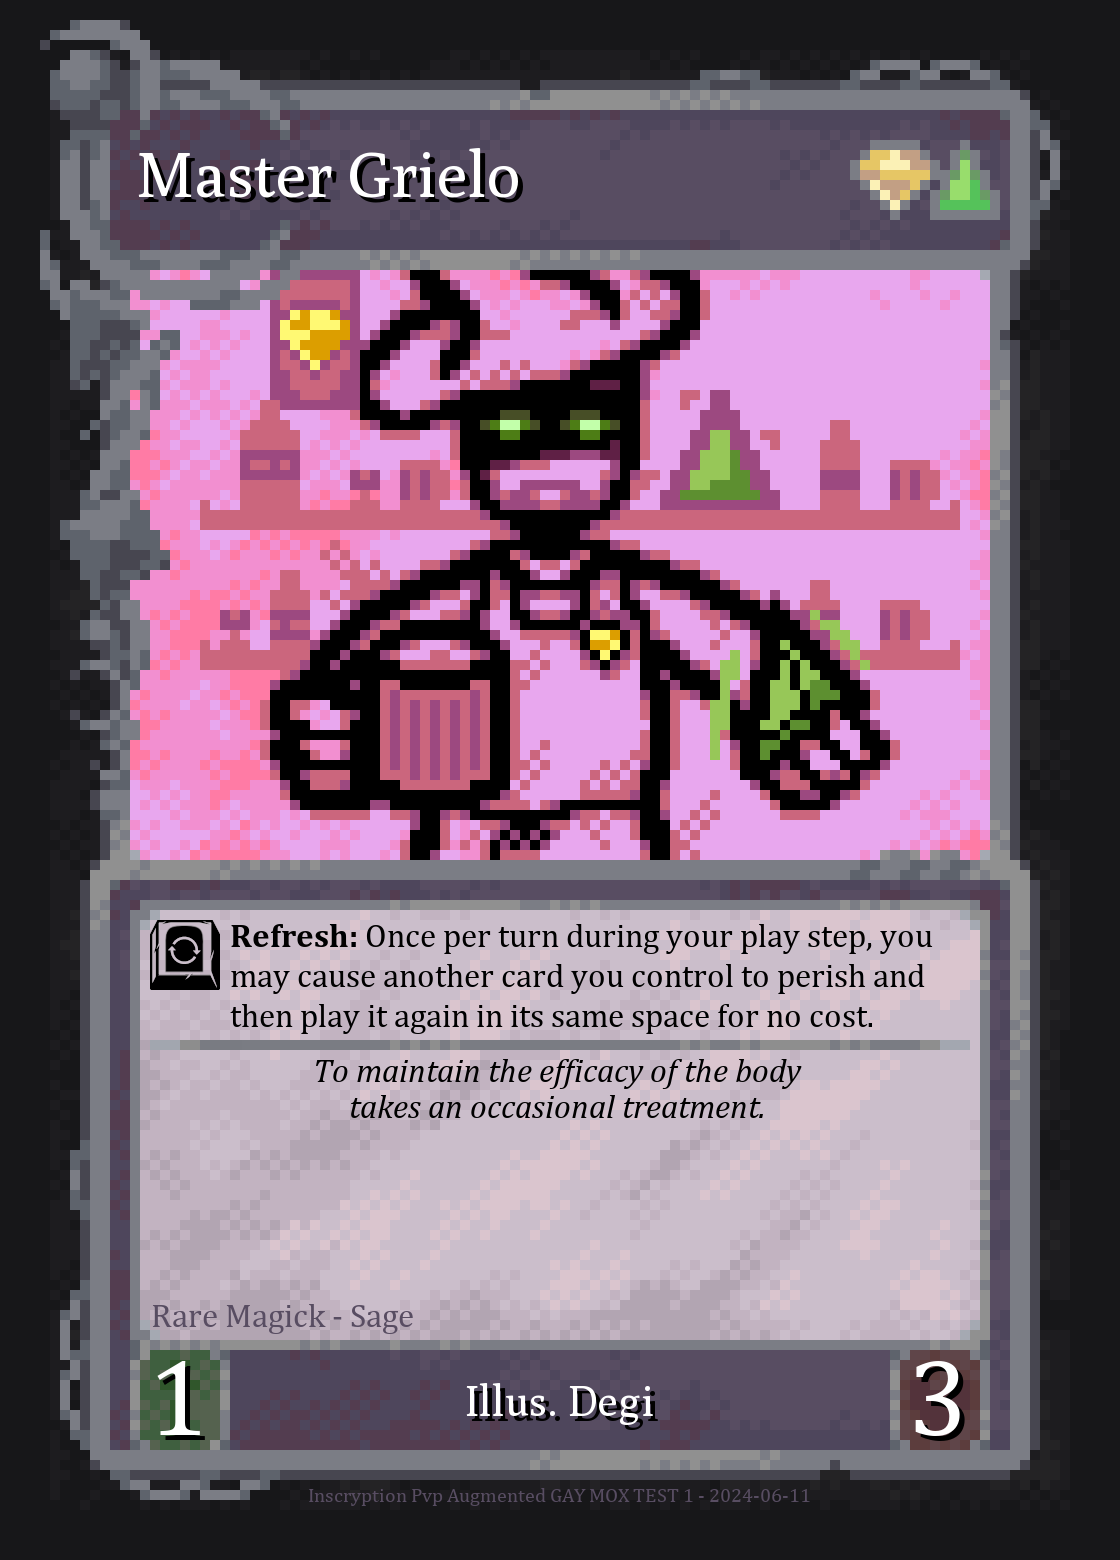 Master Grielo
Refresh: Once per turn during your play step, you
may cause another card you control to perish and
then play it again in its same space for no cost.
To maintain the efficacy of the body
takes an occasional treatment.
Rare Magick - Sage
1
Illus. Degi
3
Inscryption Pvp Augmented GAY MOX TEST 1 - 2024-06-11